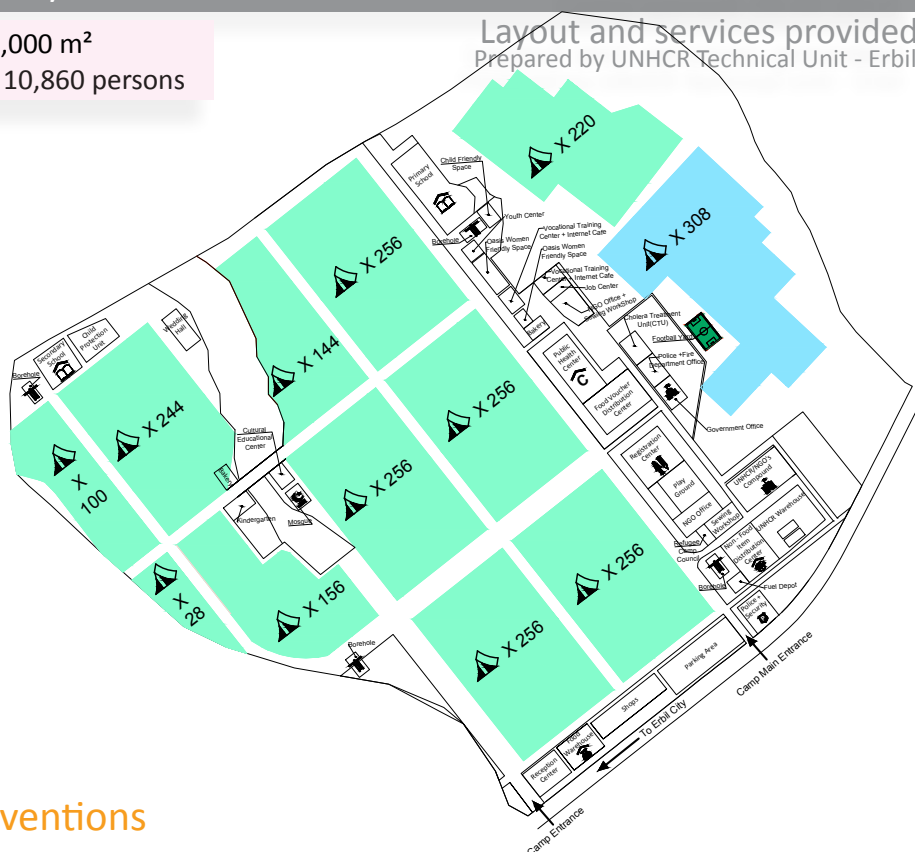 ,000 m²
10,860 persons
Layout and services provided
Prepared by UNHCR Technical Unit - Erbil
X 220
Child Friendly
Space
Primary
School
Youth Center
Borehole
Vocational Training
Center + Internet Cafe
Oasis Women
Friendly Space
Oasis Women
Friendly Space
Vocational Training
Center + Internet Cafe
Job Center
NGO Office +
Sewing WorkShop
X 308
X 256
Bakery
Cholera Treatment
Unit(CTU)
Football Yard
Police +Fire
Department Office
Public
Health
Center
Food Voucher
Distribution
Center
Government Office
Wedding
Hall
Child
Protection
Unit
Secondary
School
Borehole
X 144
X 244
X 256
X 100
Cultural
Educational
Center
X 256
Bakery
Kindergarten
Mosque
Registration
Center
Play
Ground
NGO Office
Sewing
Workshop
Refugee
Camp
Council
UNHCR/NGO's
Compound
UNHCR Warehouse
Non - Food
Item
Distribution
Center
Borehole
Fuel Depot
Police +
Security
X 28
X 156
X 256
X 256
Borehole
Parking Area
Shops
Food
Warehouse
Reception
Center
To Erbil City
Camp Main Entrance
Camp Entrance
ventions